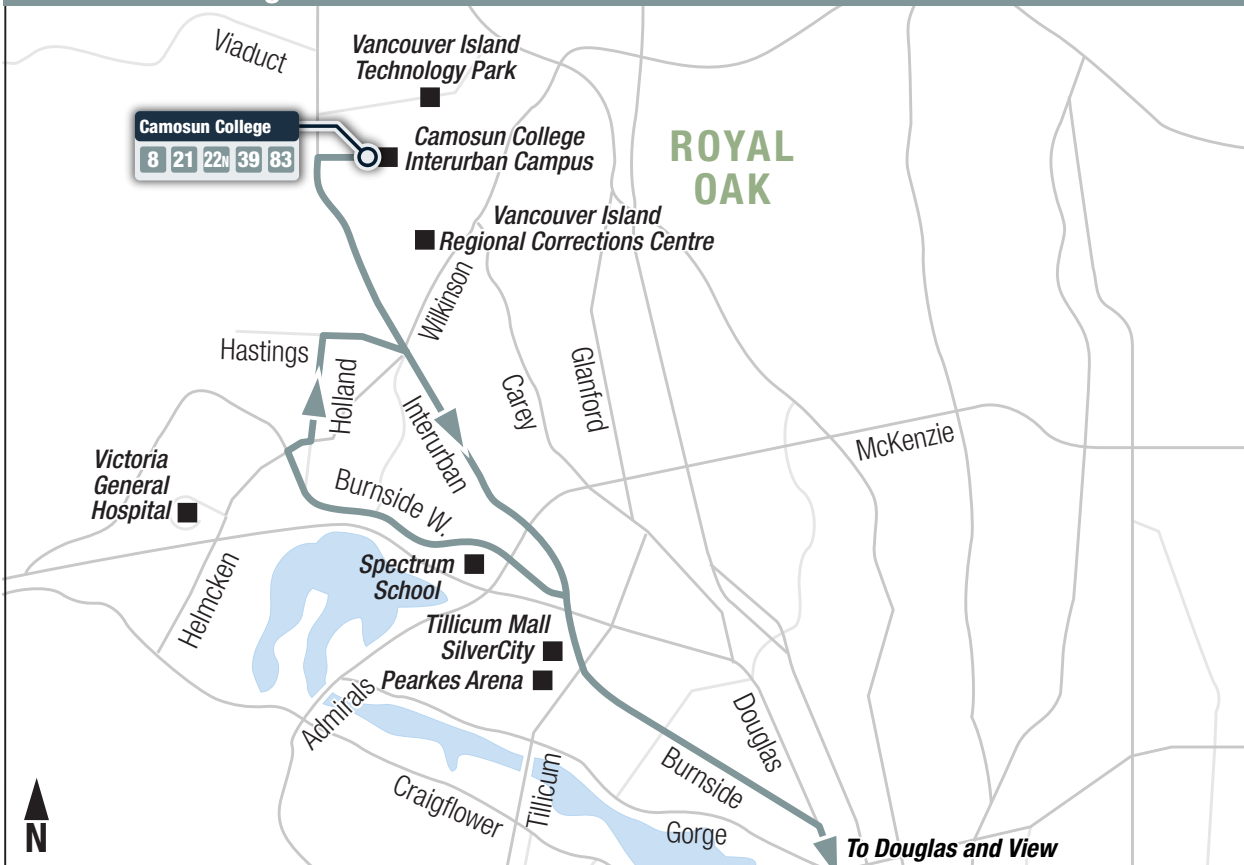 Viaduct
Vancouver Island
Technology Park
Camosun College
8 21 22N 39 83
Camosun College
Interurban Campus
ROYAL
OAK
Vancouver Island
Regional Corrections Centre
Wilkinson
Hastings
Holland
Interurban
Carey
Glanford
McKenzie
Victoria
General
Hospital
Burnside W.
Spectrum
School
Helmcken
Tillicum Mall
SilverCity
Pearkes Arena
Admirals
Douglas
Burnside
Tillicum
Craigflower
Gorge
N
To Douglas and View